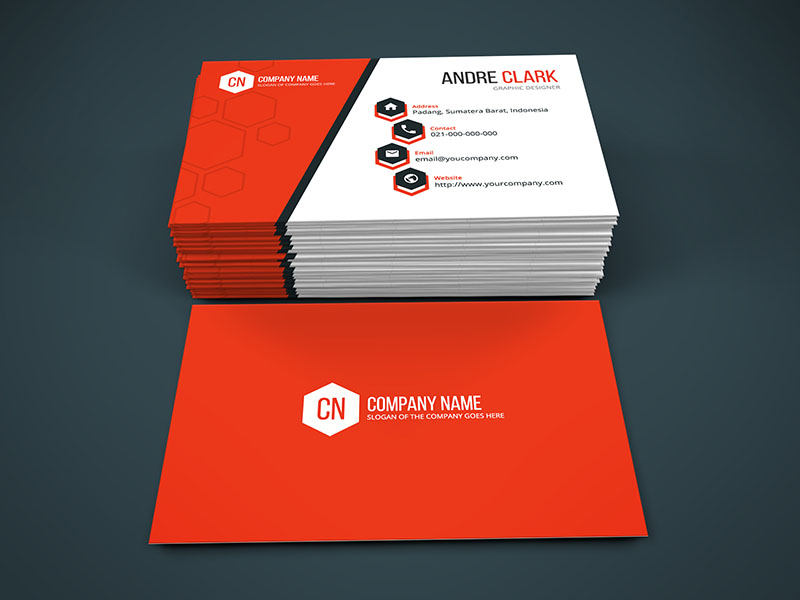 CN
COMPANY NAME
SLOGAN OF COMPANY GOES HERE
ANDRE CLARK
GRAPHIC DESIGNER
Address
Padang, Sumatera Barat, Indonesia
Contact
021-000-000-000
Email
email@youcompany.com
Website
http://www.yourcompany.com
CN
COMPANY NAME
SLOGAN OF THE COMPANY GOES HERE